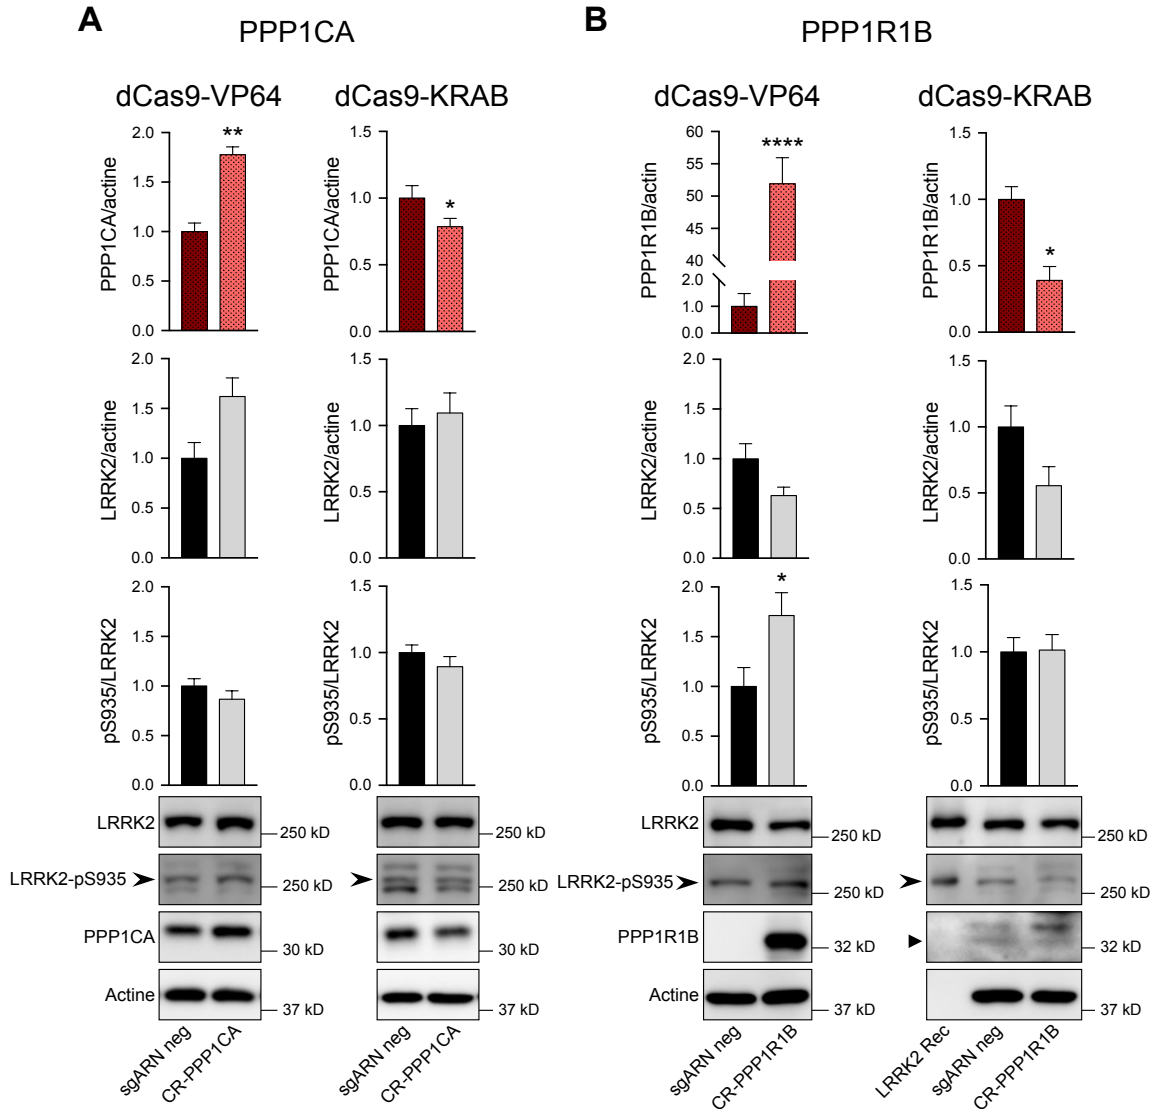 A
PPP1CA
B
PPP1R1B
dCas9-VP64
dCas9-KRAB
dCas9-VP64
dCas9-KRAB
PPP1CA/actine
2.0
1.5
1.0
0.5
0.0
**
PPP1CA/actine
1.5
1.0
0.5
0.0
*
PPP1R1B/actin
60
55
50
45
40
2.0
1.0
0.0
****
PPP1R1B/actin
1.5
1.0
0.5
0.0
*
LRRK2/actine
2.0
1.5
1.0
0.5
0.0
LRRK2/actine
1.5
1.0
0.5
0.0
LRRK2/actine
2.0
1.5
1.0
0.5
0.0
LRRK2/actine
1.5
1.0
0.5
0.0
pS935/LRRK2
2.0
1.5
1.0
0.5
0.0
pS935/LRRK2
1.5
1.0
0.5
0.0
pS935/LRRK2
2.0
1.5
1.0
0.5
0.0
*
pS935/LRRK2
1.5
1.0
0.5
0.0
LRRK2
250 kD
250 kD
LRRK2
250 kD
250 kD
LRRK2-pS935
250 kD
250 kD
LRRK2-pS935
250 kD
250 kD
PPP1CA
30 kD
30 kD
PPP1R1B
32 kD
32 kD
Actine
37 kD
37 kD
Actine
37 kD
37 kD
sgARN neg
CR-PPP1CA
sgARN neg
CR-PPP1CA
sgARN neg
CR-PPP1R1B
LRRK2 Rec
sgARN neg
CR-PPP1R1B